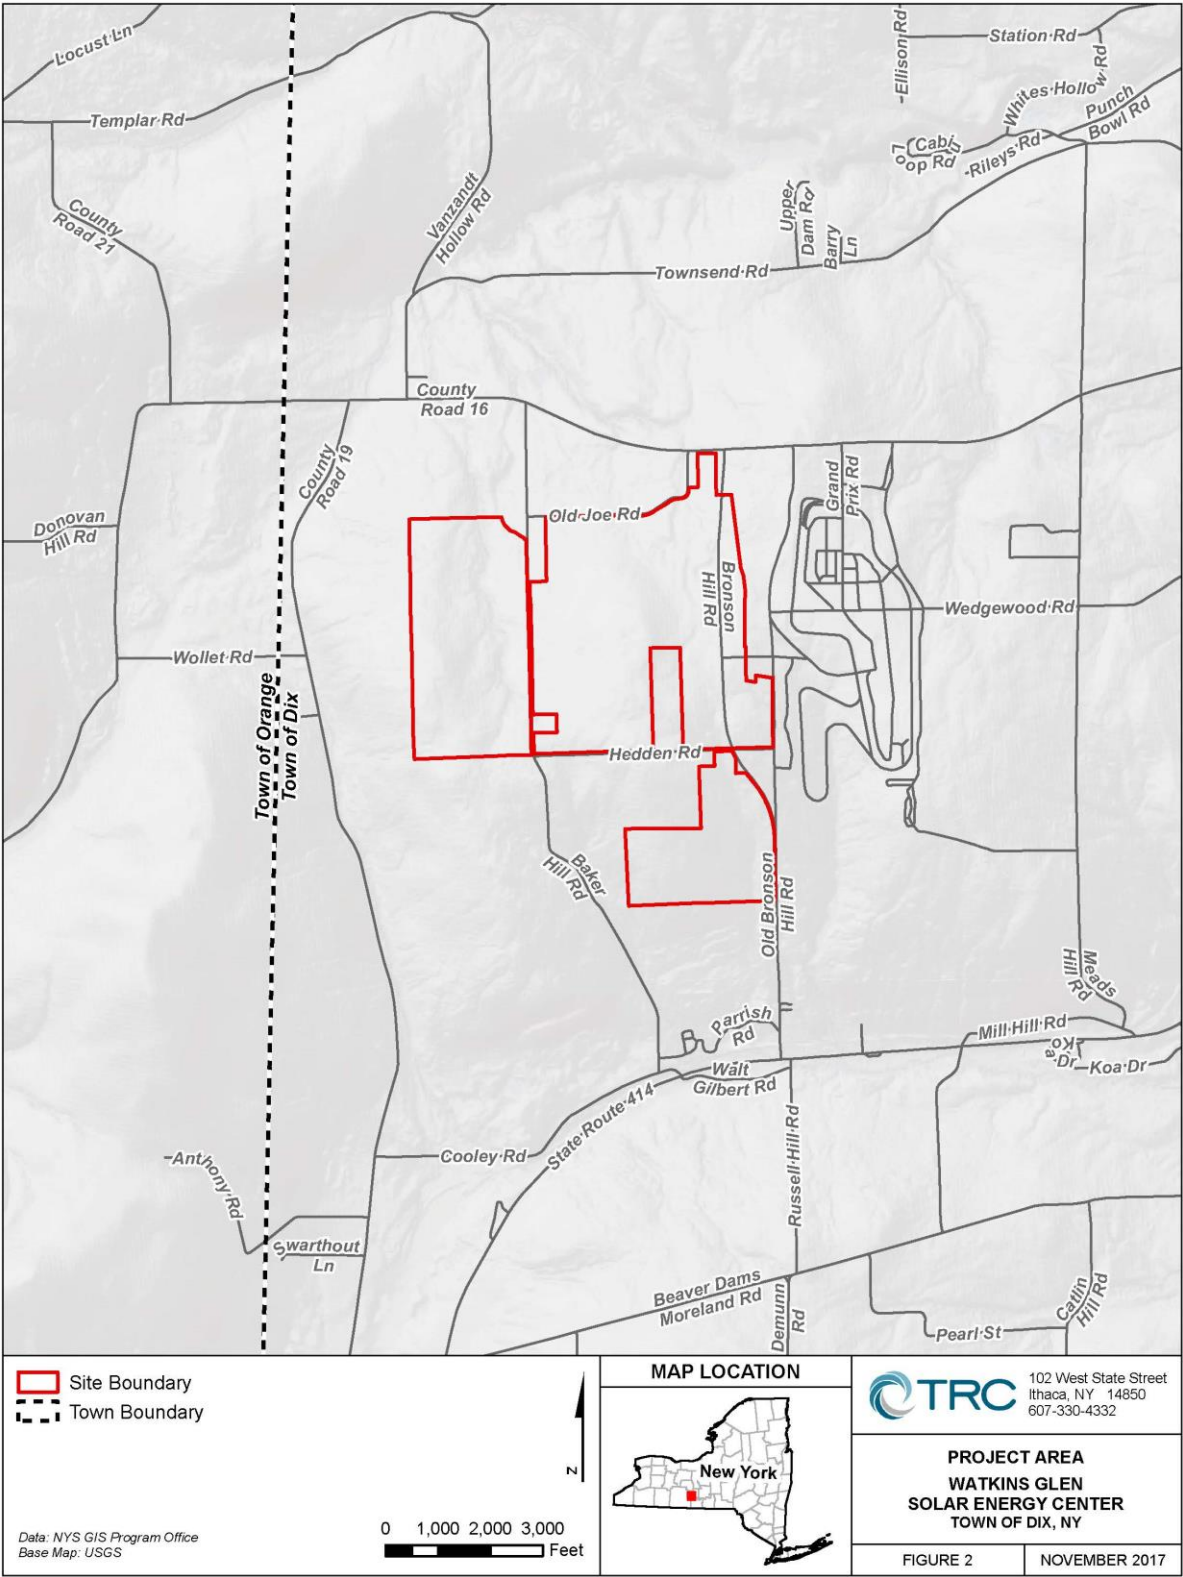 Locust Ln
Ellison Rd
Station Rd
Whites Hollow Rd
Punch
Bowl Rd
Templar Rd
Cabin
Loop Rd
Rileys Rd
County
Road 21
Vanzandt
Hollow Rd
Upper
Dam Rd
Barry
Ln
Townsend Rd
County
Road 16
County
Road 19
Grand
Prix Rd
Donovan
Hill Rd
Old Joe Rd
Bronson
Hill Rd
Wedgewood Rd
Wollet Rd
Town of Orange
Town of Dix
Hedden Rd
Baker
Hill Rd
Old Bronson
Hill Rd
Meads
Hill Rd
Parrish
Rd
Mill Hill Rd
Koa Dr
Koa Dr
Walt
Gilbert Rd
State Route 414
Russell Hill Rd
Cooley Rd
Anthony Rd
Swarthout
Ln
Beaver Dams
Moreland Rd
Demunn
Rd
Catlin
Hill Rd
Pearl St
Site Boundary
Town Boundary
N
Data: NYS GIS Program Office
Base Map: USGS
0 1,000 2,000 3,000
Feet
MAP LOCATION
New York
TRC
102 West State Street
Ithaca, NY 14850
607-330-4332
PROJECT AREA
WATKINS GLEN
SOLAR ENERGY CENTER
TOWN OF DIX, NY
FIGURE 2
NOVEMBER 2017